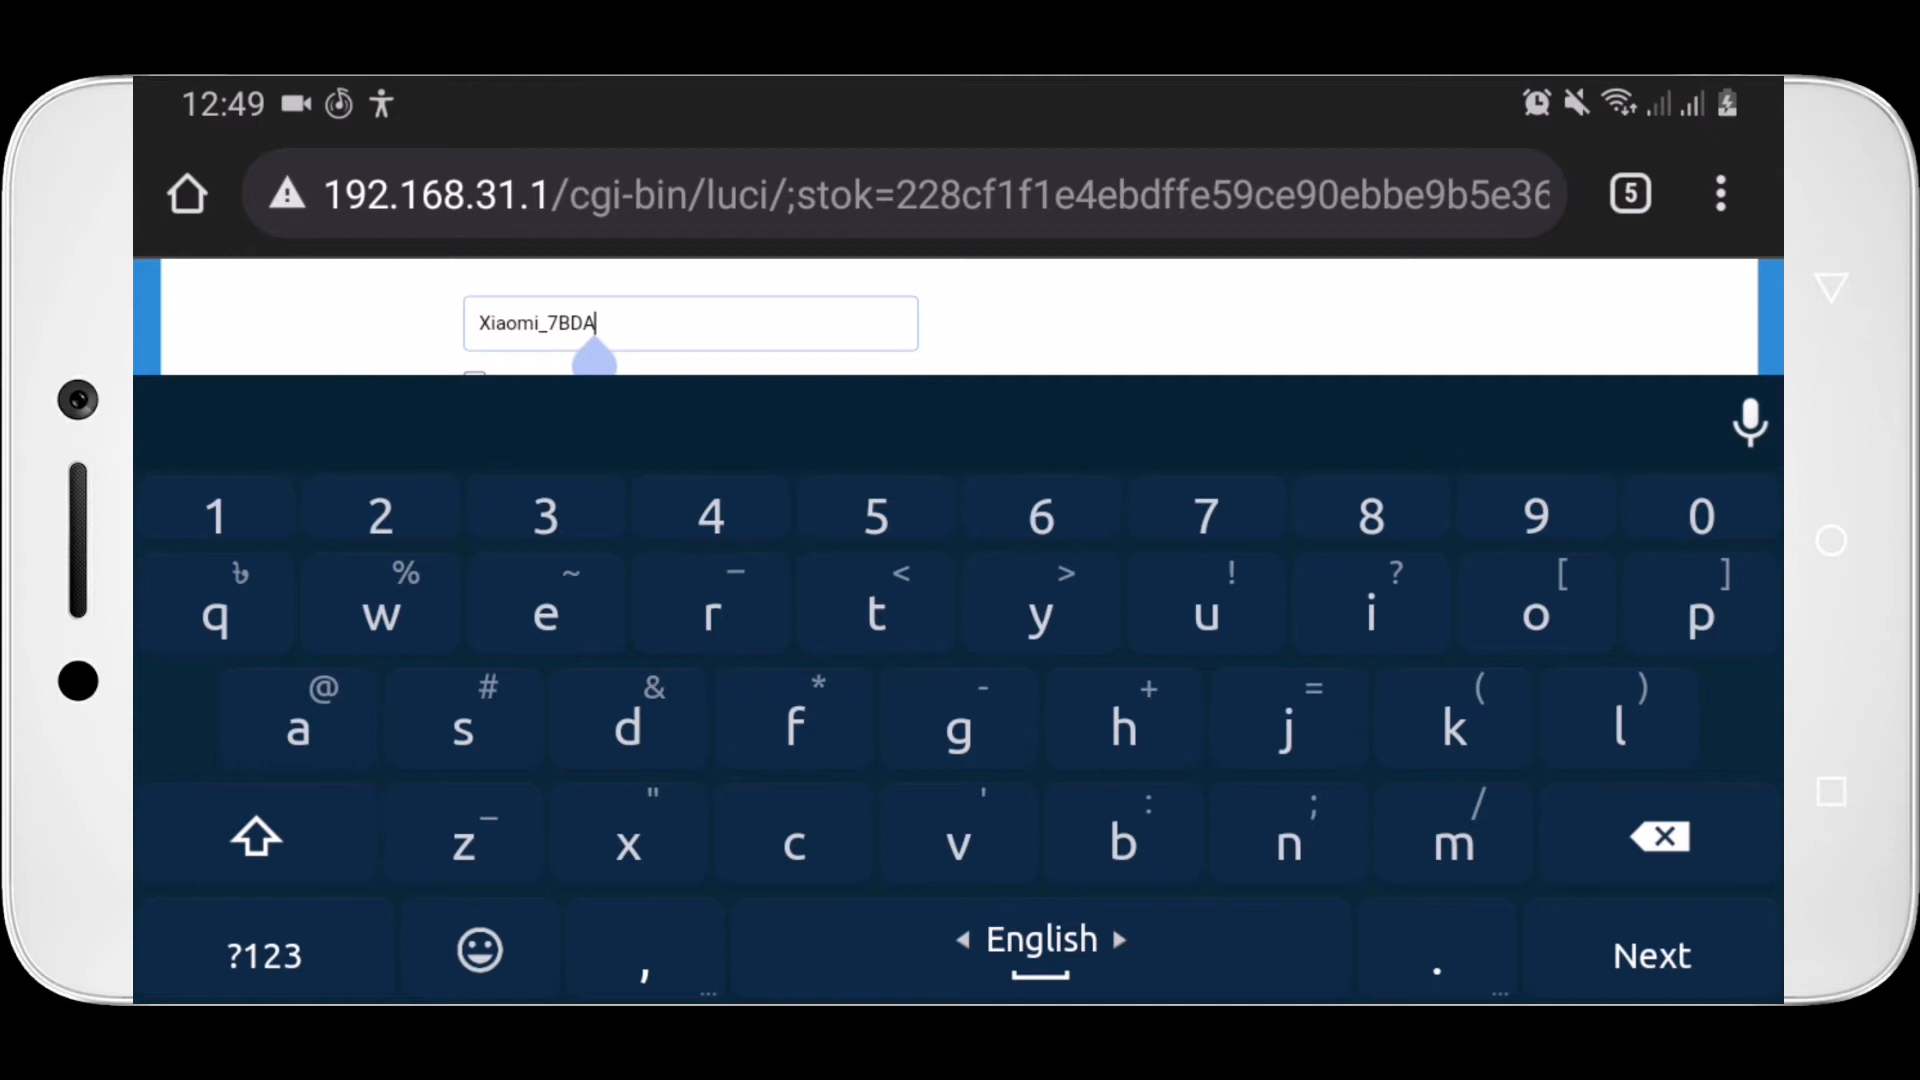 12:49
192.168.31.1/cgi-bin/luci/;stok=228cf1f1e4ebdffe59ce90ebbe9b5e36
5
Xiaomi_7BDA
1 2 3 4 5 6 7 8 9 0
৳ % ~ – < > ! ? [ ]
q w e r t y u i o p
@ # & * - + = ( )
a s d f g h j k l
_ " ' : ; /
z x c v b n m
?123 , English . Next